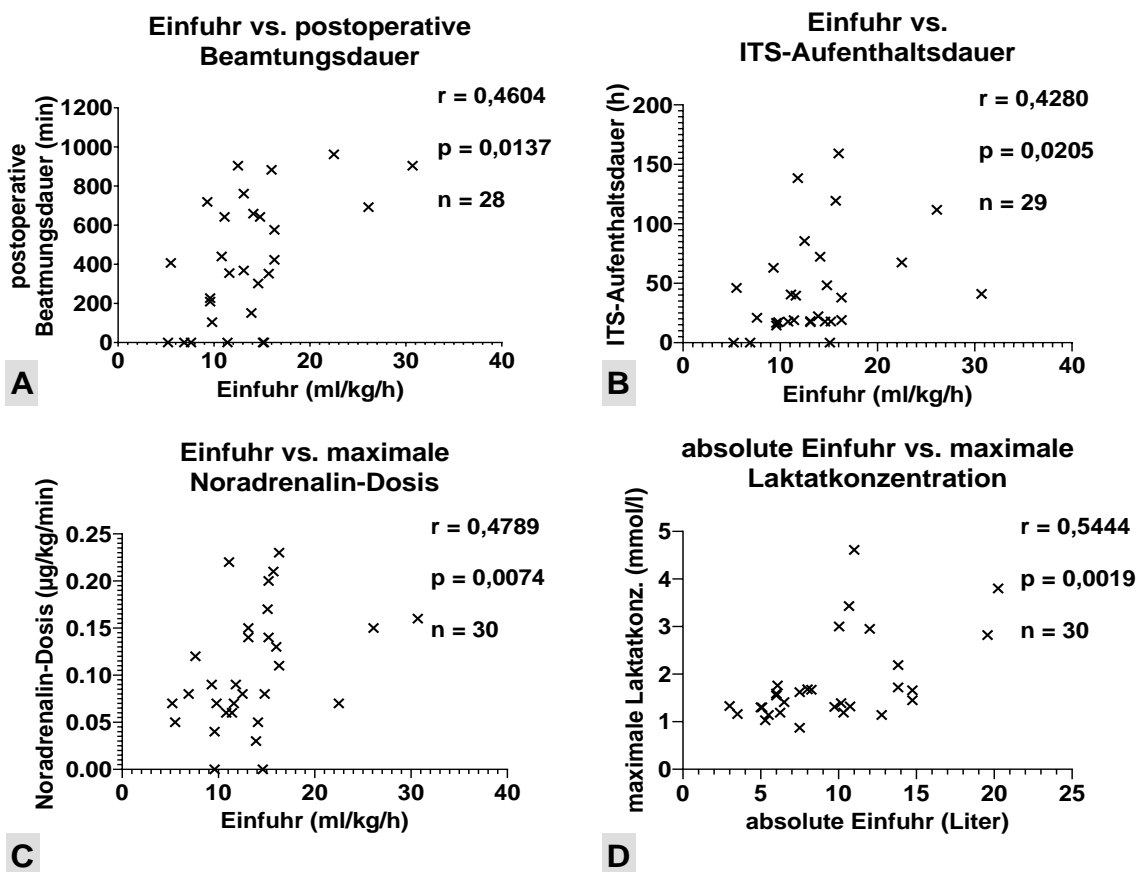 Einfuhr vs. postoperative
Beamtungsdauer
r = 0,4604
p = 0,0137
n = 28
postoperative
Beatmungsdauer (min)
1200
1000
800
600
400
200
0
0 10 20 30 40
Einfuhr (ml/kg/h)
A
Einfuhr vs.
ITS-Aufenthaltsdauer
r = 0,4280
p = 0,0205
n = 29
ITS-Aufenthaltsdauer (h)
200
150
100
50
0
0 10 20 30 40
Einfuhr (ml/kg/h)
B
Einfuhr vs. maximale
Noradrenalin-Dosis
r = 0,4789
p = 0,0074
n = 30
Noradrenalin-Dosis (µg/kg/min)
0.25
0.20
0.15
0.10
0.05
0.00
0 10 20 30 40
Einfuhr (ml/kg/h)
C
absolute Einfuhr vs. maximale
Laktatkonzentration
r = 0,5444
p = 0,0019
n = 30
maximale Laktatkonz. (mmol/l)
5
4
3
2
1
0
0 5 10 15 20 25
absolute Einfuhr (Liter)
D